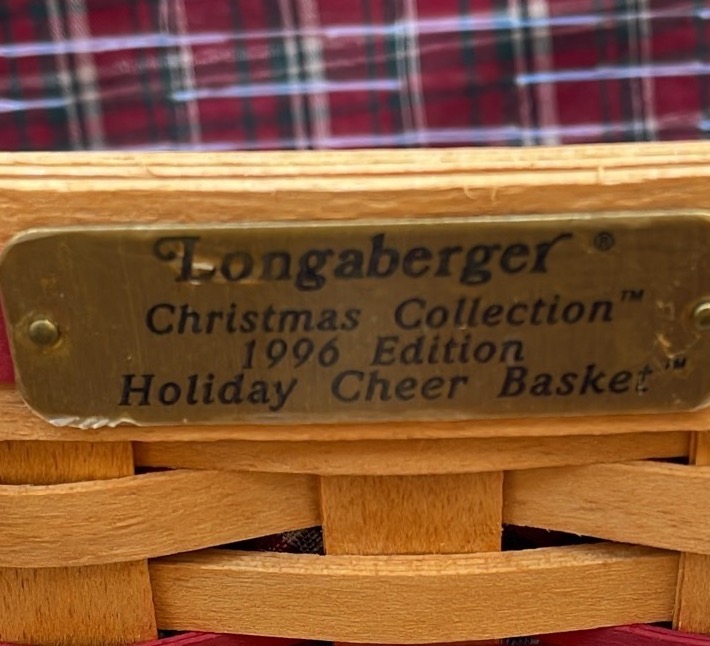 Longaberger ®
Christmas Collection™
1996 Edition
Holiday Cheer Basket™